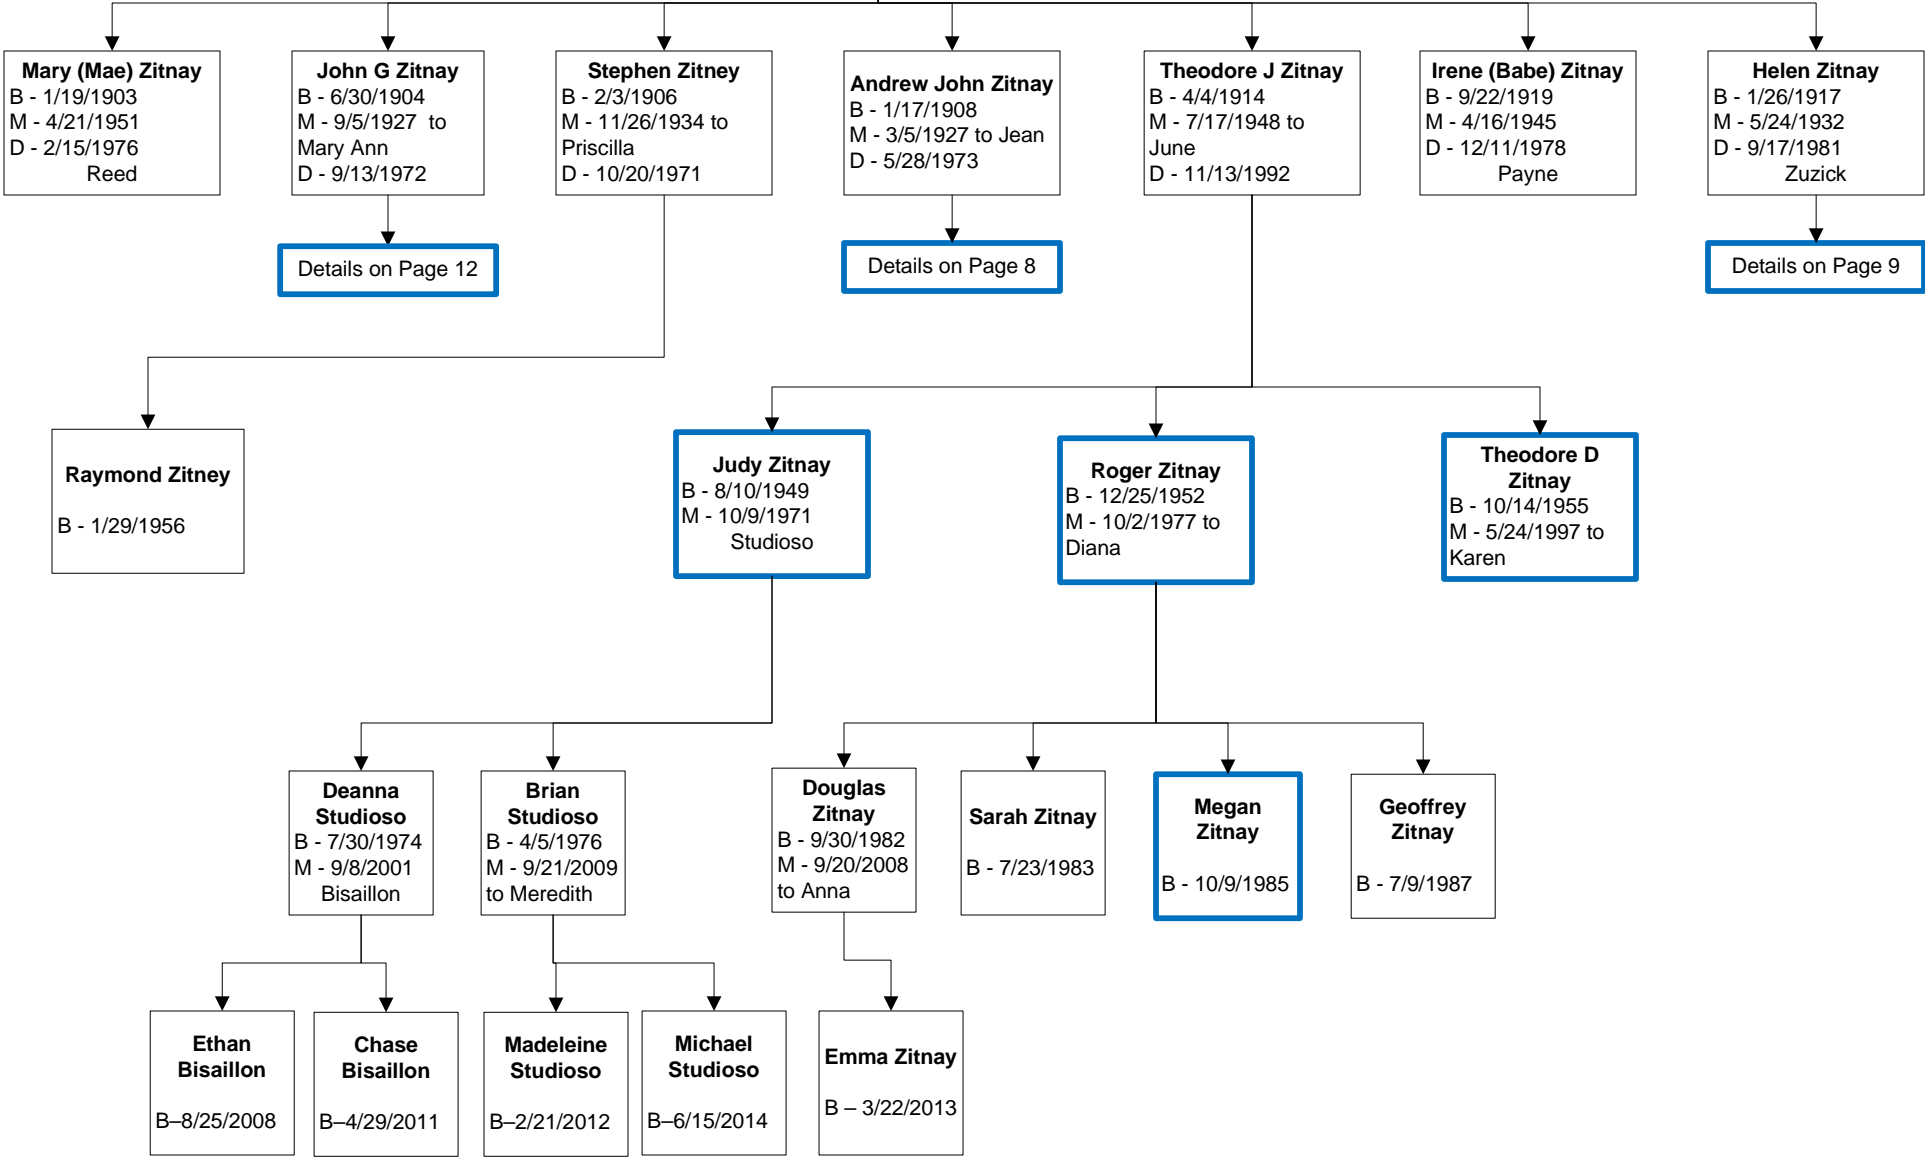 Mary (Mae) Zitnay
B - 1/19/1903
M - 4/21/1951
D - 2/15/1976
Reed
John G Zitnay
B - 6/30/1904
M - 9/5/1927  to
Mary Ann
D - 9/13/1972
Stephen Zitney
B - 2/3/1906
M - 11/26/1934 to
Priscilla
D - 10/20/1971
Andrew John Zitnay
B - 1/17/1908
M - 3/5/1927 to Jean
D - 5/28/1973
Theodore J Zitnay
B - 4/4/1914
M - 7/17/1948 to
June
D - 11/13/1992
Irene (Babe) Zitnay
B - 9/22/1919
M - 4/16/1945
D - 12/11/1978
Payne
Helen Zitnay
B - 1/26/1917
M - 5/24/1932
D - 9/17/1981
Zuzick
Details on Page 12
Details on Page 8
Details on Page 9
Raymond Zitney
B - 1/29/1956
Judy Zitnay
B - 8/10/1949
M - 10/9/1971
Studioso
Roger Zitnay
B - 12/25/1952
M - 10/2/1977 to
Diana
Theodore D
Zitnay
B - 10/14/1955
M - 5/24/1997 to
Karen
Deanna
Studioso
B - 7/30/1974
M - 9/8/2001
Bisaillon
Brian
Studioso
B - 4/5/1976
M - 9/21/2009
to Meredith
Douglas
Zitnay
B - 9/30/1982
M - 9/20/2008
to Anna
Sarah Zitnay
B - 7/23/1983
Megan
Zitnay
B - 10/9/1985
Geoffrey
Zitnay
B - 7/9/1987
Ethan
Bisaillon
B–8/25/2008
Chase
Bisaillon
B–4/29/2011
Madeleine
Studioso
B–2/21/2012
Michael
Studioso
B–6/15/2014
Emma Zitnay
B – 3/22/2013